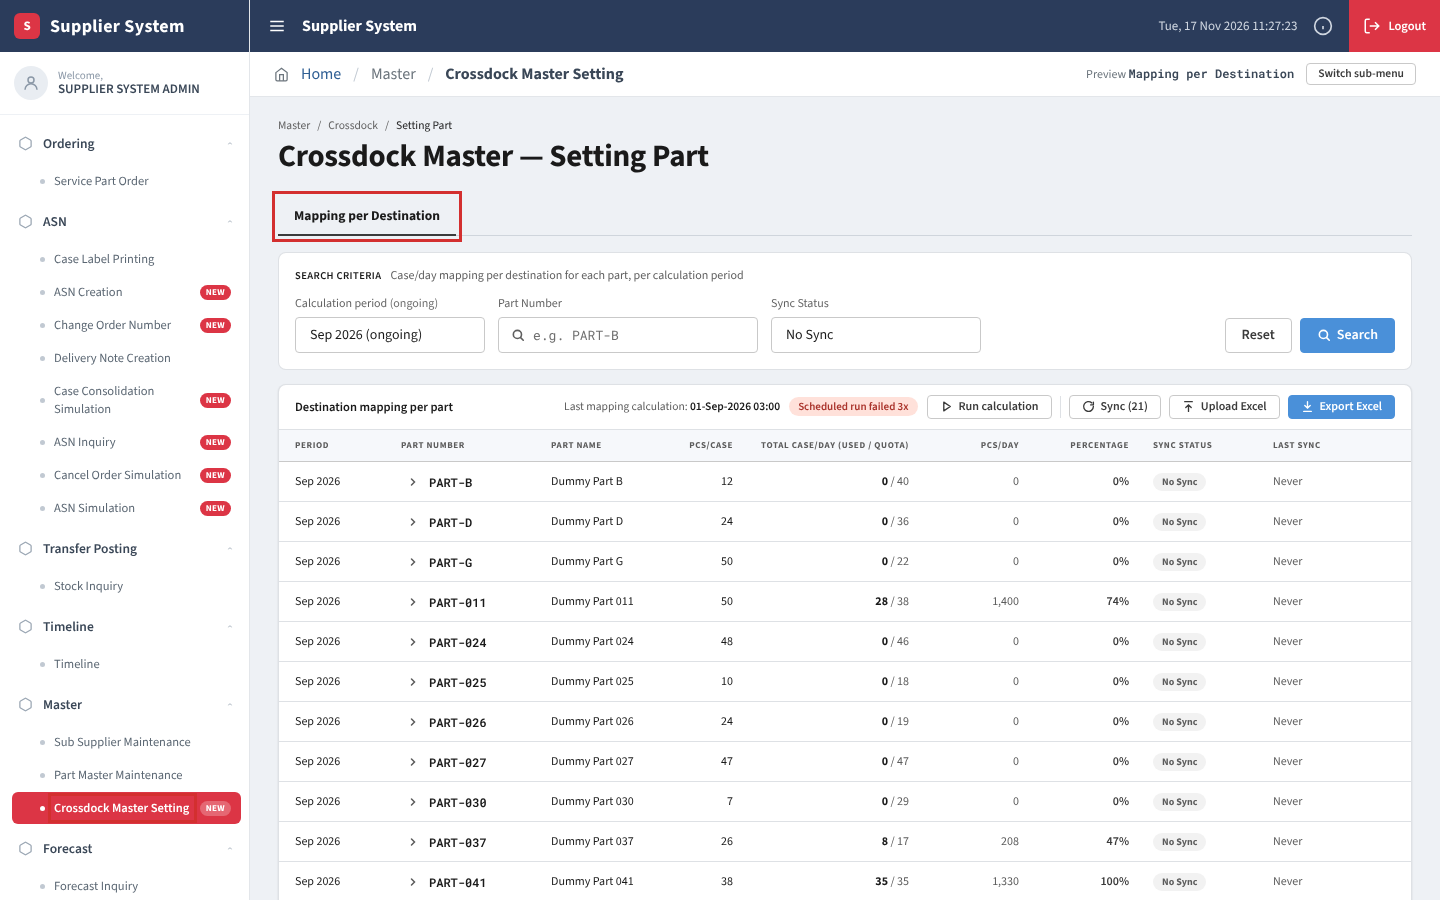 S Supplier System
Supplier System
Tue, 17 Nov 2026 11:27:23
Logout
Welcome,
SUPPLIER SYSTEM ADMIN
Home / Master / Crossdock Master Setting
Preview Mapping per Destination
Switch sub-menu
Ordering
Service Part Order
ASN
Case Label Printing
ASN Creation NEW
Change Order Number NEW
Delivery Note Creation
Case Consolidation
Simulation NEW
ASN Inquiry NEW
Cancel Order Simulation NEW
ASN Simulation NEW
Transfer Posting
Stock Inquiry
Timeline
Timeline
Master
Sub Supplier Maintenance
Part Master Maintenance
Crossdock Master Setting NEW
Forecast
Forecast Inquiry
Master / Crossdock / Setting Part
Crossdock Master — Setting Part
Mapping per Destination
SEARCH CRITERIA Case/day mapping per destination for each part, per calculation period
Calculation period (ongoing) Part Number Sync Status
Sep 2026 (ongoing) e.g. PART-B No Sync Reset Search
Destination mapping per part Last mapping calculation: 01-Sep-2026 03:00 Scheduled run failed 3x Run calculation Sync (21) Upload Excel Export Excel
PERIOD PART NUMBER PART NAME PCS/CASE TOTAL CASE/DAY (USED / QUOTA) PCS/DAY PERCENTAGE SYNC STATUS LAST SYNC
Sep 2026 PART-B Dummy Part B 12 0 / 40 0 0% No Sync Never
Sep 2026 PART-D Dummy Part D 24 0 / 36 0 0% No Sync Never
Sep 2026 PART-G Dummy Part G 50 0 / 22 0 0% No Sync Never
Sep 2026 PART-011 Dummy Part 011 50 28 / 38 1,400 74% No Sync Never
Sep 2026 PART-024 Dummy Part 024 48 0 / 46 0 0% No Sync Never
Sep 2026 PART-025 Dummy Part 025 10 0 / 18 0 0% No Sync Never
Sep 2026 PART-026 Dummy Part 026 24 0 / 19 0 0% No Sync Never
Sep 2026 PART-027 Dummy Part 027 47 0 / 47 0 0% No Sync Never
Sep 2026 PART-030 Dummy Part 030 7 0 / 29 0 0% No Sync Never
Sep 2026 PART-037 Dummy Part 037 26 8 / 17 208 47% No Sync Never
Sep 2026 PART-041 Dummy Part 041 38 35 / 35 1,330 100% No Sync Never